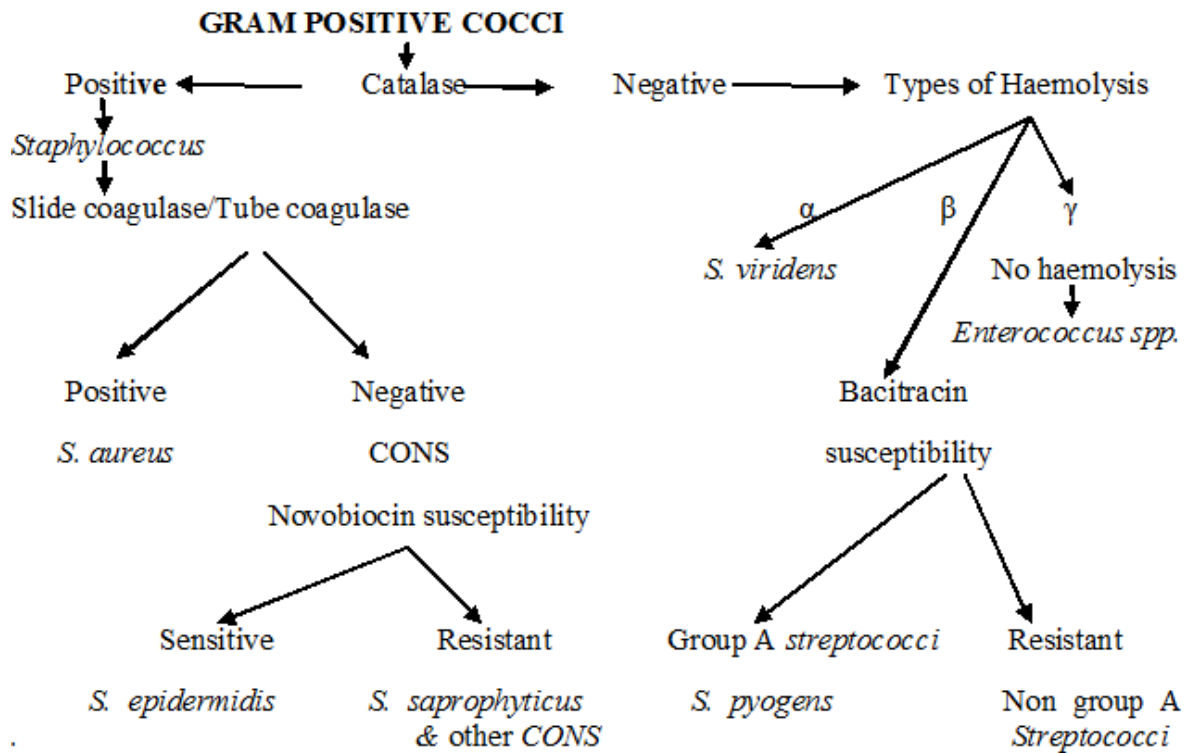 GRAM POSITIVE COCCI
Positive
Catalase
Negative
Types of Haemolysis
Staphylococcus
Slide coagulase/Tube coagulase
α
β
γ
S. viridens
No haemolysis
Enterococcus spp.
Positive
Negative
Bacitracin
S. aureus
CONS
susceptibility
Novobiocin susceptibility
Sensitive
Resistant
Group A streptococci
Resistant
S. epidermidis
S. saprophyticus
& other CONS
S. pyogens
Non group A
Streptococci
.